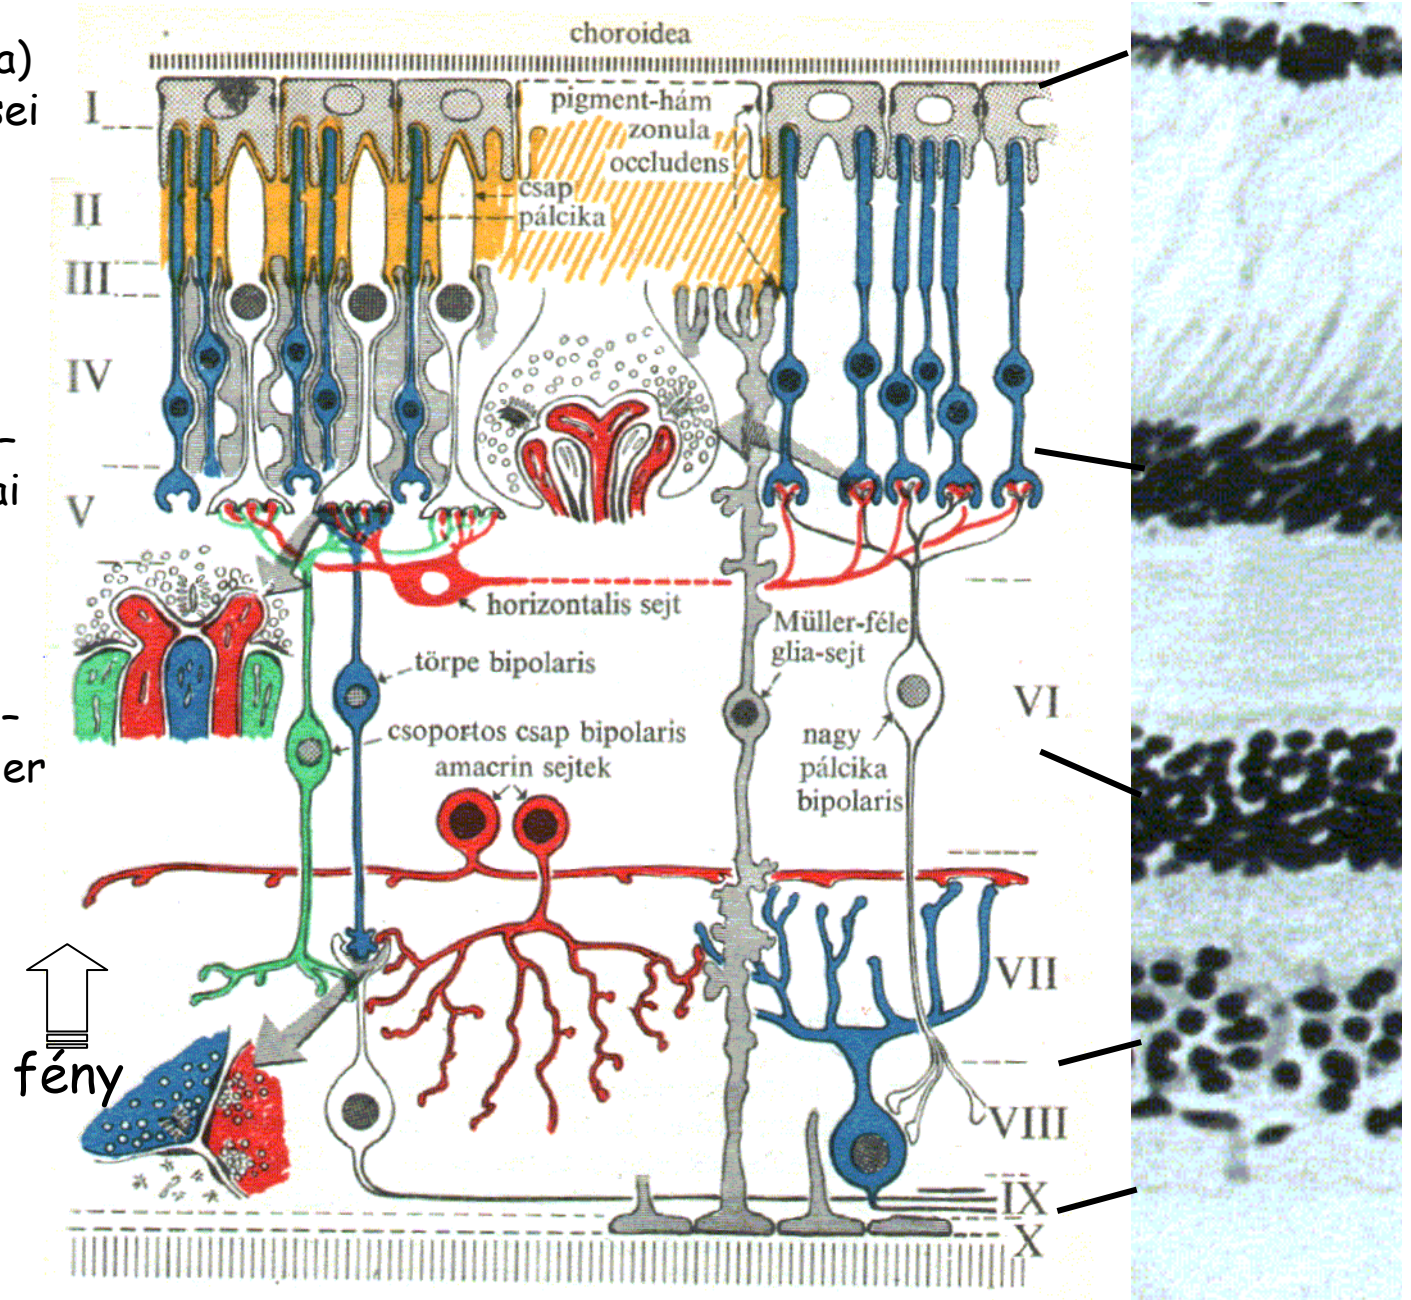 choroidea
a)
sei
I
pigment-hám
zonula
occludens
csap
pálcika
II
III
IV
–
ai
V
horizontalis sejt
Müller-féle
glia-sejt
törpe bipolaris
VI
–
er
csoportos csap bipolaris
amacrin sejtek
nagy
pálcika
bipolaris
VII
fény
VIII
IX
X